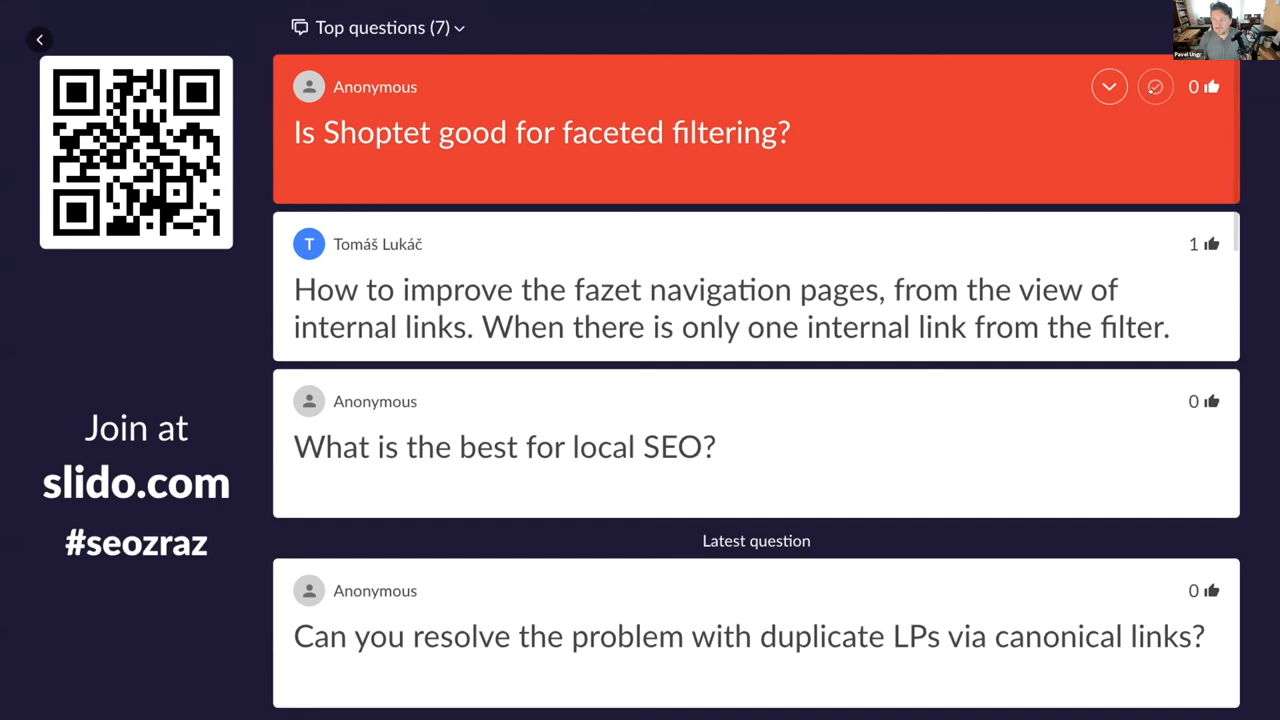 Top questions (7)
Pavel Ungr
Anonymous
0
Is Shoptet good for faceted filtering?
T
Tomáš Lukáč
1
How to improve the fazet navigation pages, from the view of
internal links. When there is only one internal link from the filter.
Anonymous
0
What is the best for local SEO?
Join at
slido.com
#seozraz
Latest question
Anonymous
0
Can you resolve the problem with duplicate LPs via canonical links?